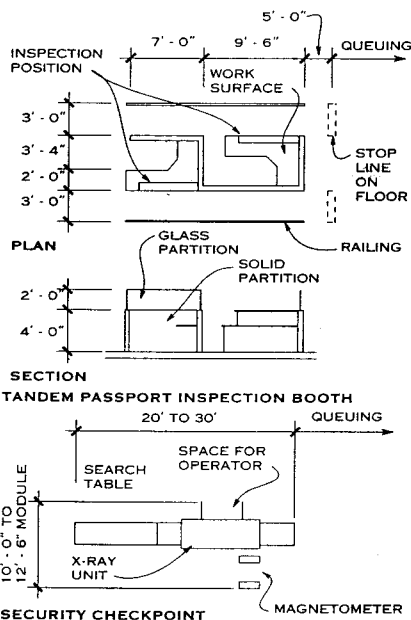 5' - 0"
7' - 0"
9' - 6"
QUEUING
INSPECTION
POSITION
WORK
SURFACE
3' - 0"
3' - 4"
2' - 0"
3' - 0"
STOP
LINE
ON
FLOOR
PLAN
RAILING
GLASS
PARTITION
SOLID
PARTITION
2' - 0"
4' - 0"
SECTION
TANDEM PASSPORT INSPECTION BOOTH
20' TO 30'
QUEUING
SPACE FOR
OPERATOR
SEARCH
TABLE
10' - 0" TO
12' - 6" MODULE
X-RAY
UNIT
MAGNETOMETER
SECURITY CHECKPOINT